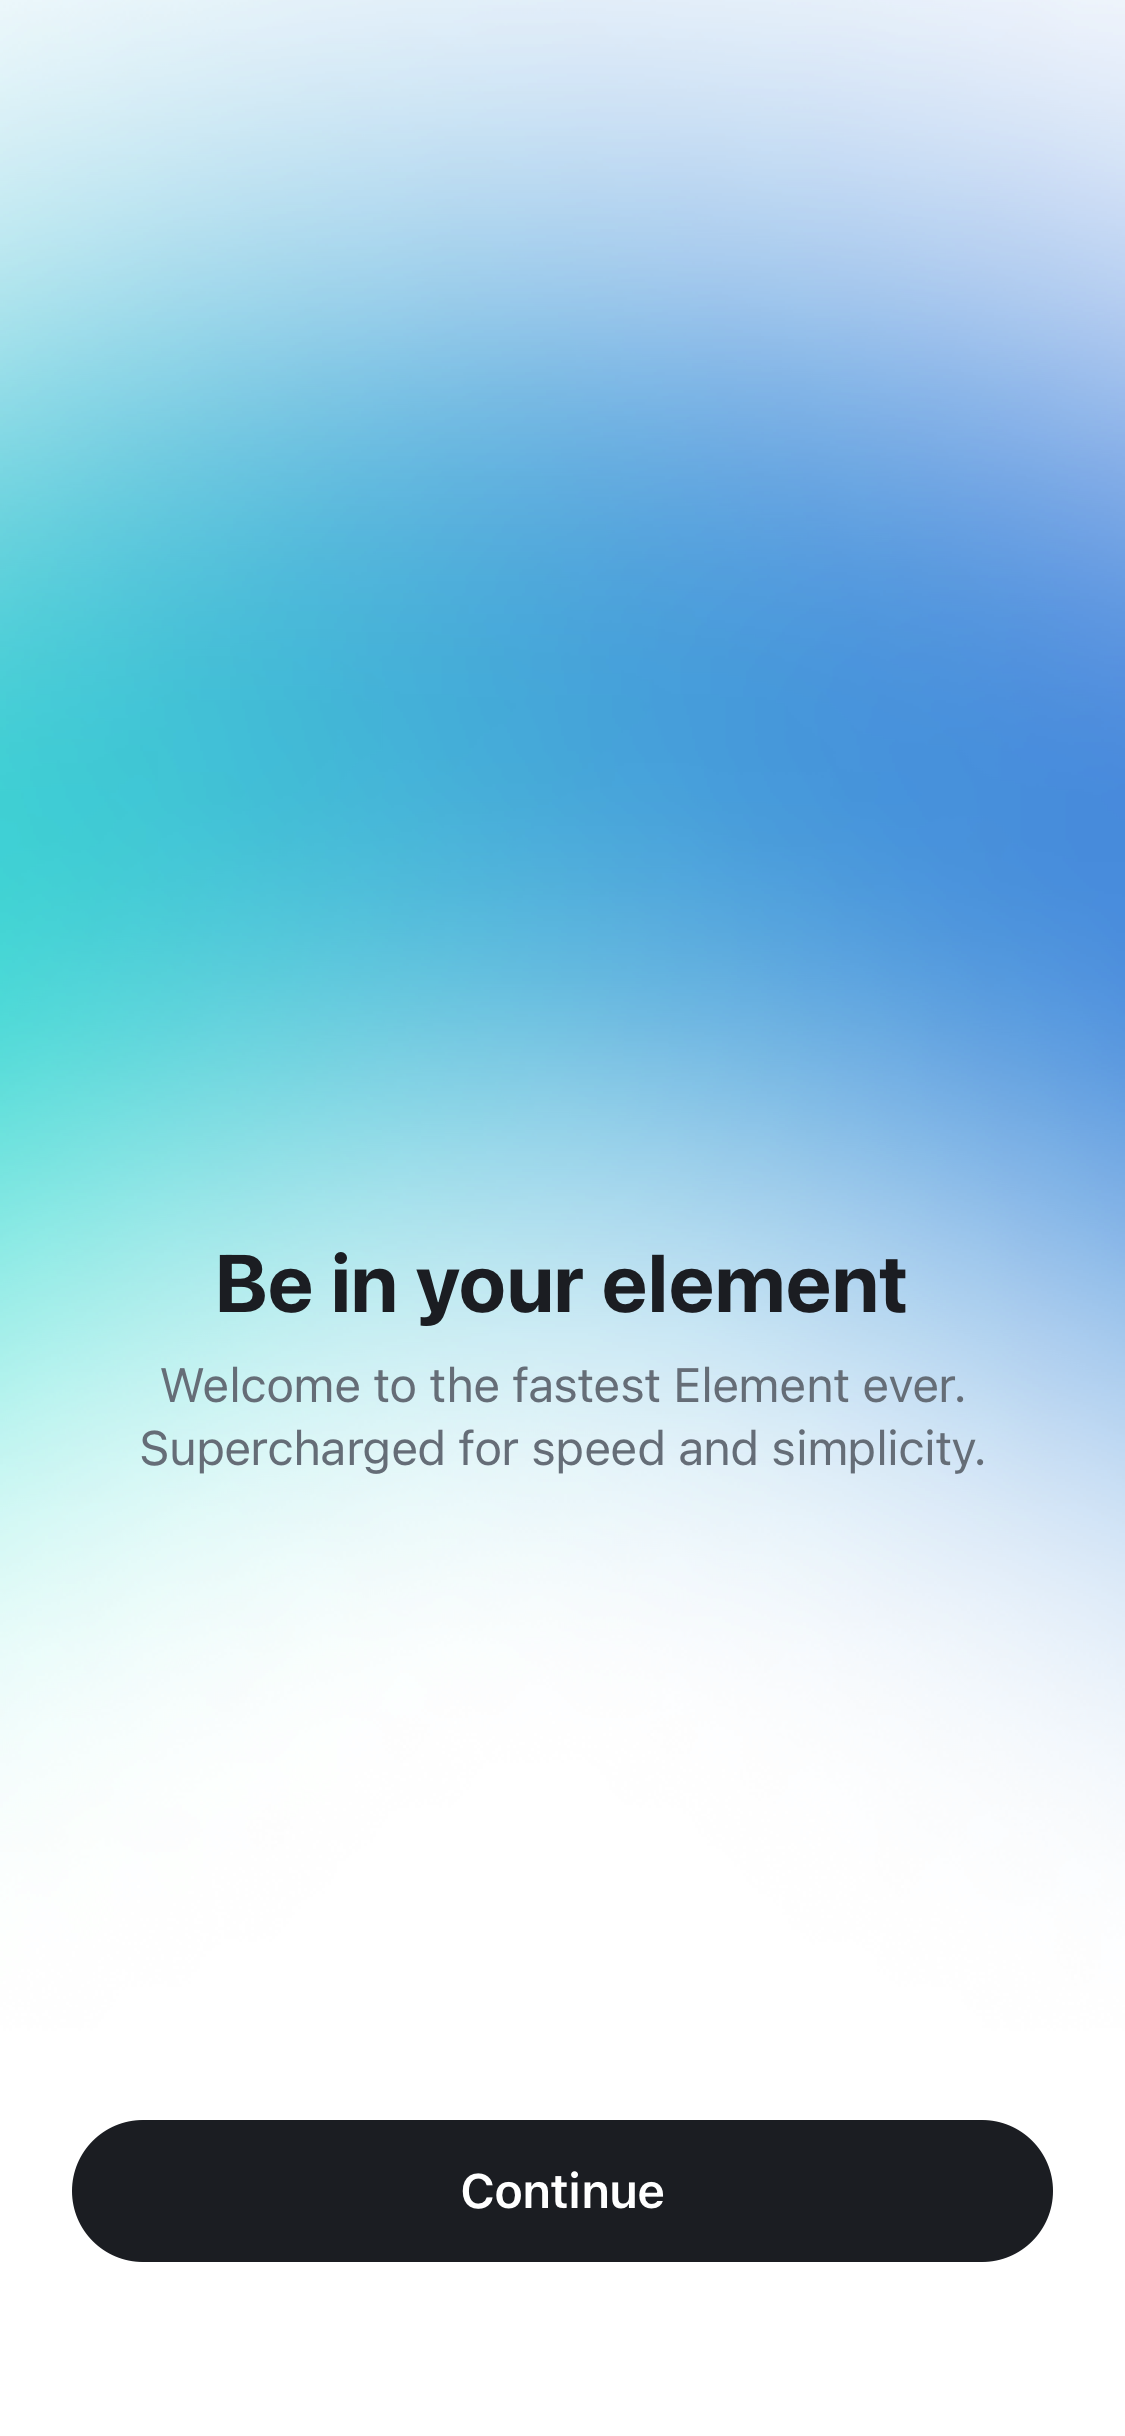 Be in your element
Welcome to the fastest Element ever.
Supercharged for speed and simplicity.
Continue